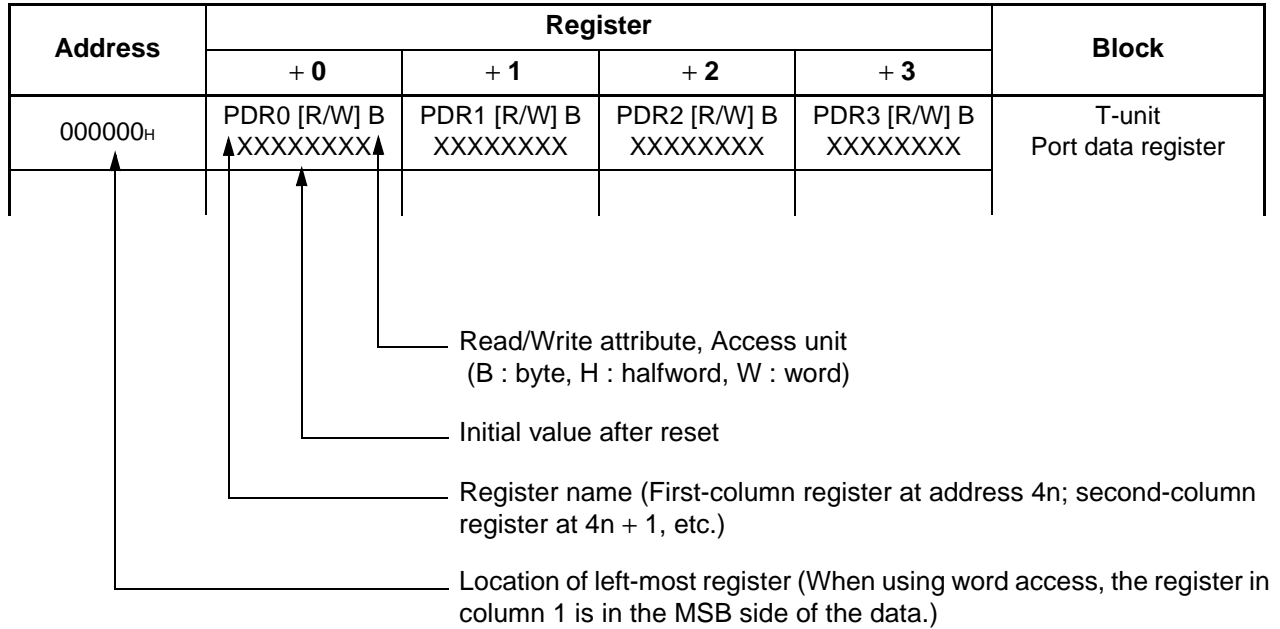 Address
Register
Block
+ 0
+ 1
+ 2
+ 3
000000H
PDR0 [R/W] B
XXXXXXXX
PDR1 [R/W] B
XXXXXXXX
PDR2 [R/W] B
XXXXXXXX
PDR3 [R/W] B
XXXXXXXX
T-unit
Port data register
Read/Write attribute, Access unit
(B : byte, H : halfword, W : word)
Initial value after reset
Register name (First-column register at address 4n; second-column
register at 4n + 1, etc.)
Location of left-most register (When using word access, the register in
column 1 is in the MSB side of the data.)